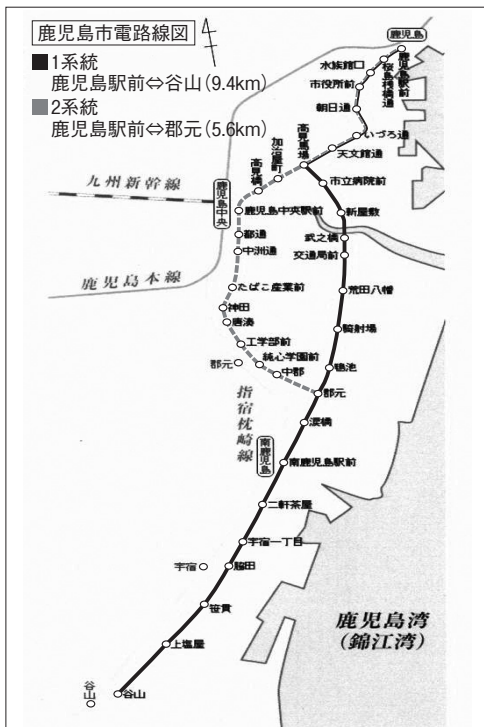 鹿児島市電路線図
4
■1系統
鹿児島駅前⇔谷山(9.4km)
■2系統
鹿児島駅前⇔郡元(5.6km)
鹿児島
鹿児島駅前
桜島桟橋通
水族館口
市役所前
朝日通
いづろ通
天文館通
高見馬場
加治屋町
高見橋
市立病院前
九州新幹線
鹿児島中央
鹿児島中央駅前
新屋敷
都通
武之橋
中洲通
交通局前
鹿児島本線
たばこ産業前
荒田八幡
神田
唐湊
騎射場
工学部前
純心学園前
郡元
中郡
鴨池
郡元
指宿枕崎線
涙橋
南鹿児島
南鹿児島駅前
二軒茶屋
宇宿一丁目
宇宿
脇田
笹貫
鹿児島湾
(錦江湾)
上塩屋
谷山
谷山